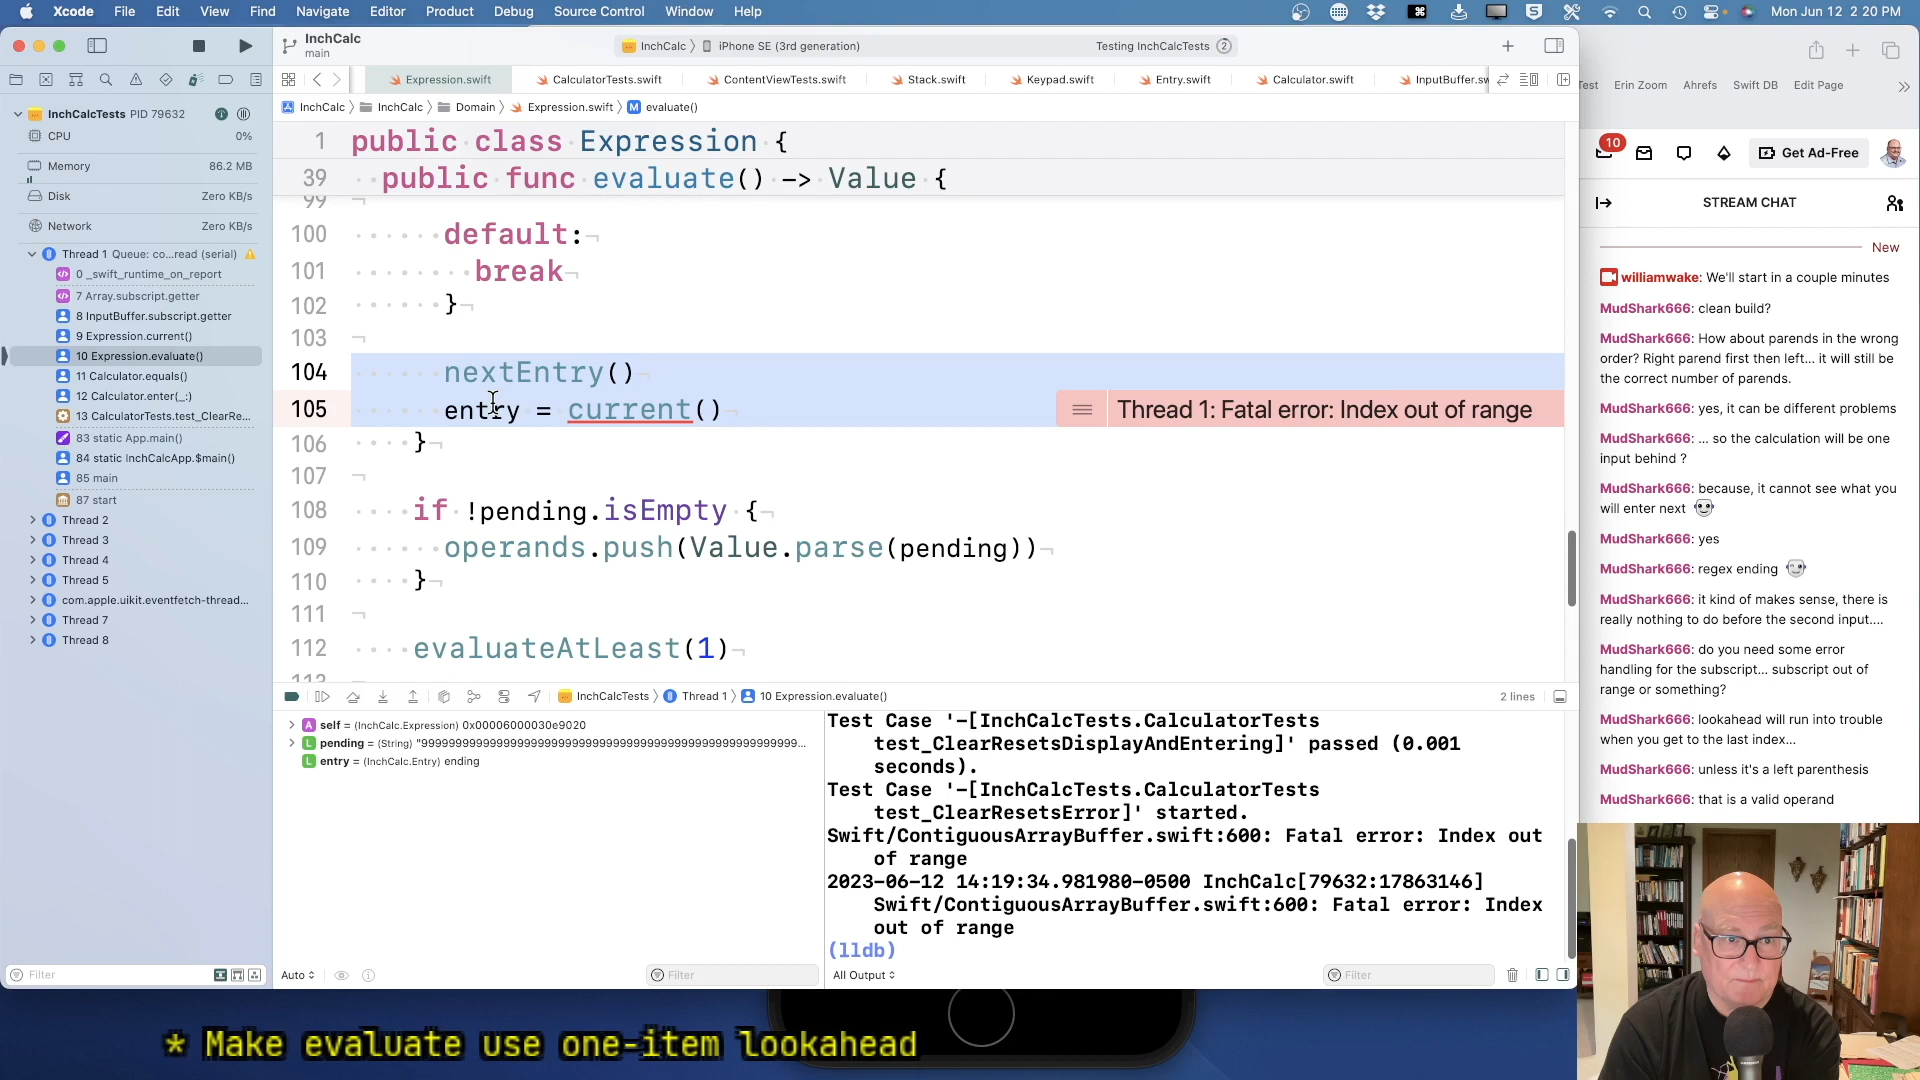 Xcode File Edit View Find Navigate Editor Product Debug Source Control Window Help Mon Jun 12 2 20 PM
InchCalc
main
InchCalc 〉 iPhone SE (3rd generation) Testing InchCalcTests 2
Expression.swift CalculatorTests.swift ContentViewTests.swift Stack.swift Keypad.swift Entry.swift Calculator.swift InputBuffer.sw
InchCalc 〉 InchCalc 〉 Domain 〉 Expression.swift 〉 M evaluate()
InchCalcTests PID 79632
CPU 0%
Memory 86.2 MB
Disk Zero KB/s
Network Zero KB/s
Thread 1 Queue: co...read (serial)
0 _swift_runtime_on_report
7 Array.subscript.getter
8 InputBuffer.subscript.getter
9 Expression.current()
10 Expression.evaluate()
11 Calculator.equals()
12 Calculator.enter(_:)
13 CalculatorTests.test_ClearRe...
83 static App.main()
84 static InchCalcApp.$main()
85 main
87 start
Thread 2
Thread 3
Thread 4
Thread 5
com.apple.uikit.eventfetch-thread...
Thread 7
Thread 8
Filter
1 public class Expression {
39 public func evaluate() -> Value {
99
100 default:
101 break
102 }
103
104 nextEntry()
105 entry = current() Thread 1: Fatal error: Index out of range
106 }
107
108 if !pending.isEmpty {
109 operands.push(Value.parse(pending))
110 }
111
112 evaluateAtLeast(1)
InchCalcTests 〉 Thread 1 〉 10 Expression.evaluate() 2 lines
A self = (InchCalc.Expression) 0x00006000030e9020
L entry = (InchCalc.Entry) ending
Auto Filter
Test Case '-[InchCalcTests.CalculatorTests
test_ClearResetsDisplayAndEntering]' passed (0.001
seconds).
Test Case '-[InchCalcTests.CalculatorTests
test_ClearResetsError]' started.
Swift/ContiguousArrayBuffer.swift:600: Fatal error: Index out
of range
2023-06-12 14:19:34.981980-0500 InchCalc[79632:17863146]
Swift/ContiguousArrayBuffer.swift:600: Fatal error: Index
out of range
(lldb)
All Output Filter
Test Erin Zoom Ahrefs Swift DB Edit Page
10 Get Ad-Free
STREAM CHAT
New
williamwake: We'll start in a couple minutes
MudShark666: clean build?
MudShark666: How about parends in the wrong
order? Right parend first then left... it will still be
the correct number of parends.
MudShark666: yes, it can be different problems
MudShark666: ... so the calculation will be one
input behind ?
MudShark666: because, it cannot see what you
will enter next
MudShark666: yes
MudShark666: regex ending
MudShark666: it kind of makes sense, there is
really nothing to do before the second input....
MudShark666: do you need some error
handling for the subscript... subscript out of
range or something?
MudShark666: lookahead will run into trouble
when you get to the last index...
MudShark666: unless it's a left parenthesis
MudShark666: that is a valid operand
* Make evaluate use one-item lookahead